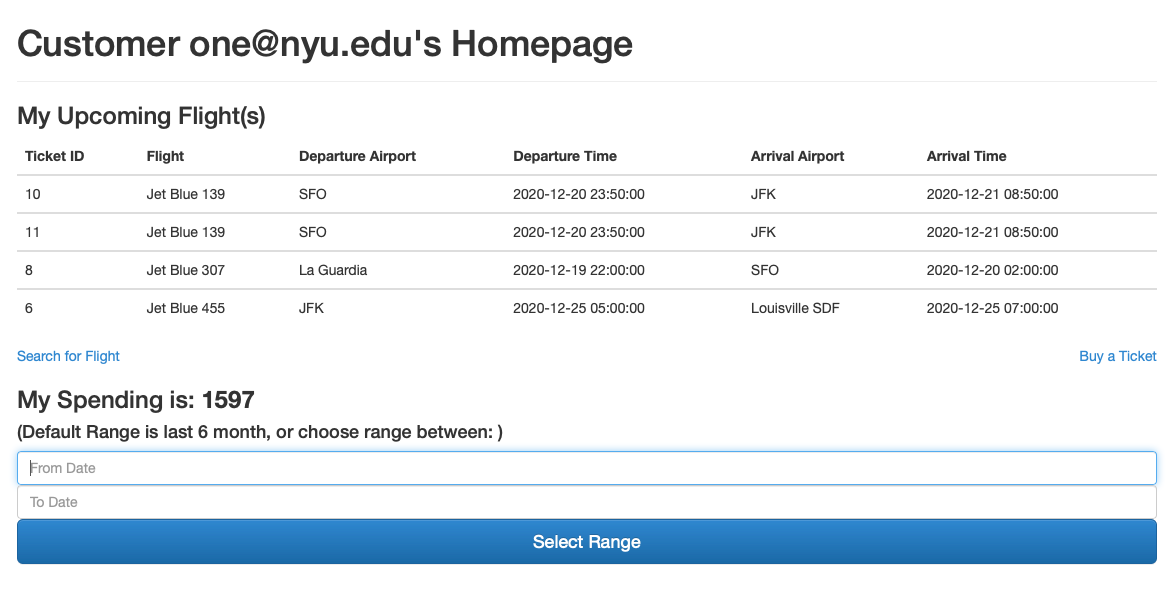 Customer one@nyu.edu's Homepage
My Upcoming Flight(s)
Ticket ID Flight Departure Airport Departure Time Arrival Airport Arrival Time
10 Jet Blue 139 SFO 2020-12-20 23:50:00 JFK 2020-12-21 08:50:00
11 Jet Blue 139 SFO 2020-12-20 23:50:00 JFK 2020-12-21 08:50:00
8 Jet Blue 307 La Guardia 2020-12-19 22:00:00 SFO 2020-12-20 02:00:00
6 Jet Blue 455 JFK 2020-12-25 05:00:00 Louisville SDF 2020-12-25 07:00:00
Search for Flight Buy a Ticket
My Spending is: 1597
(Default Range is last 6 month, or choose range between: )
From Date
To Date
Select Range